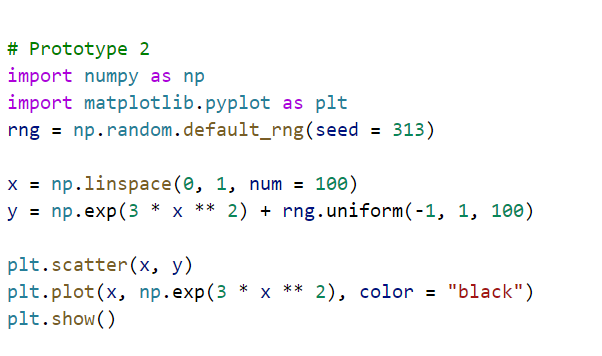 # Prototype 2
import numpy as np
import matplotlib.pyplot as plt
rng = np.random.default_rng(seed = 313)
x = np.linspace(0, 1, num = 100)
y = np.exp(3 * x ** 2) + rng.uniform(-1, 1, 100)
plt.scatter(x, y)
plt.plot(x, np.exp(3 * x ** 2), color = "black")
plt.show()